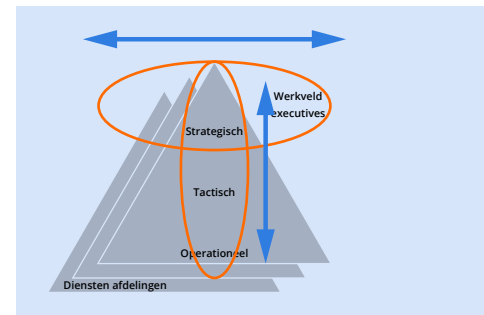 Werkveld
executives
Strategisch
Tactisch
Operationeel
Diensten afdelingen